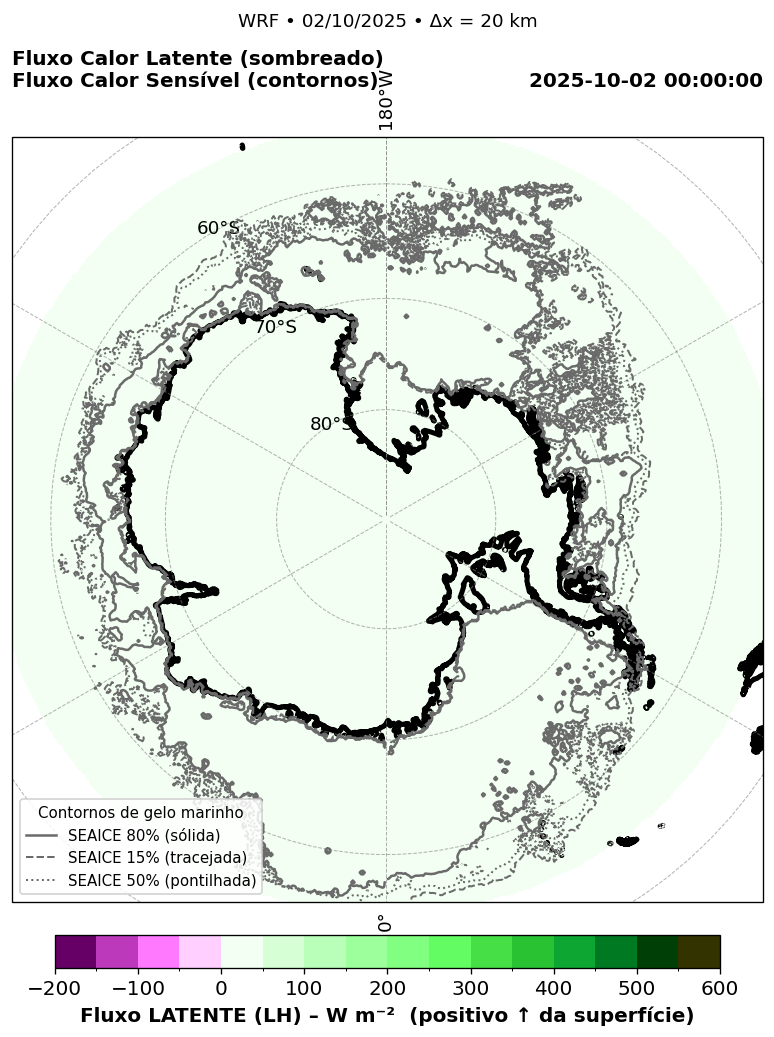 WRF • 02/10/2025 • Δx = 20 km
Fluxo Calor Latente (sombreado)
Fluxo Calor Sensível (contornos)
2025-10-02 00:00:00
180°W
60°S
70°S
80°S
Contornos de gelo marinho
SEAICE 80% (sólida)
SEAICE 15% (tracejada)
SEAICE 50% (pontilhada)
0°
−200 −100 0 100 200 300 400 500 600
Fluxo LATENTE (LH) – W m⁻² (positivo ↑ da superfície)